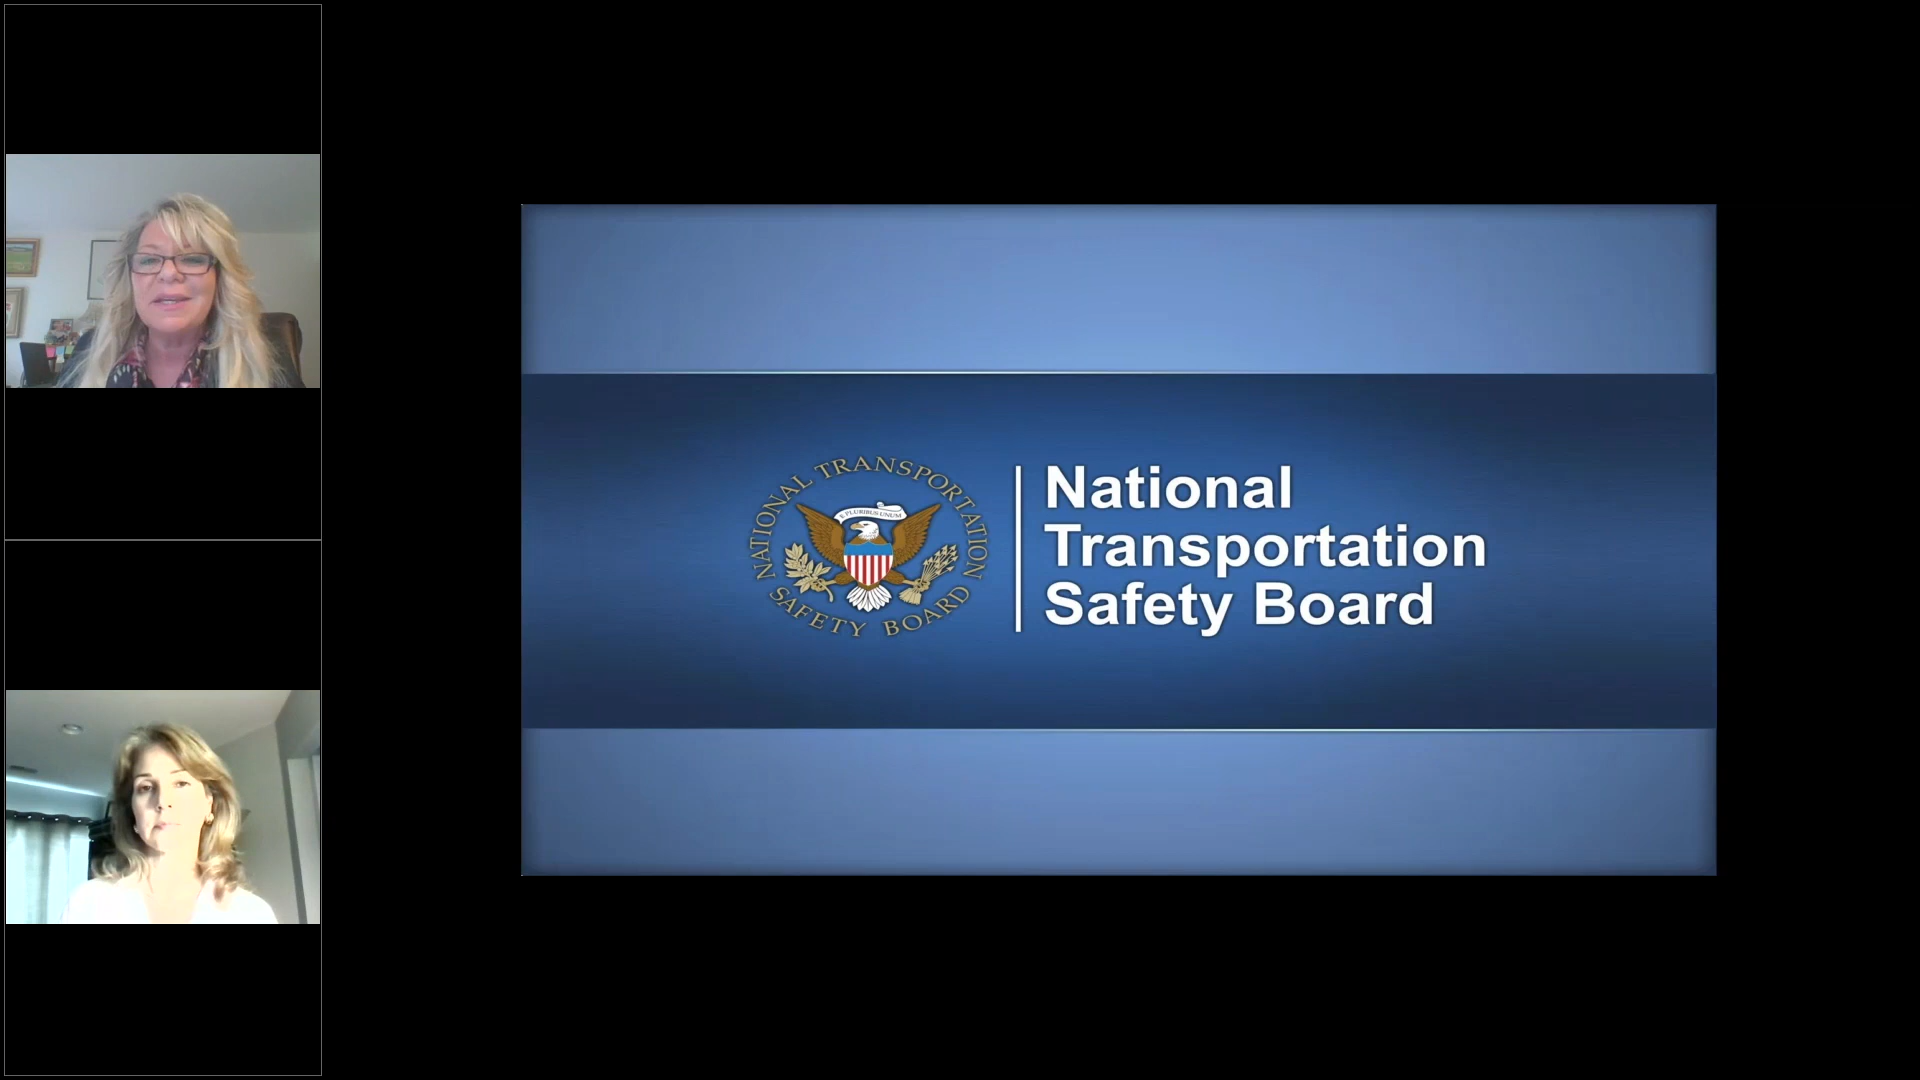 NATIONAL TRANSPORTATION
SAFETY BOARD
E PLURIBUS UNUM
National
Transportation
Safety Board